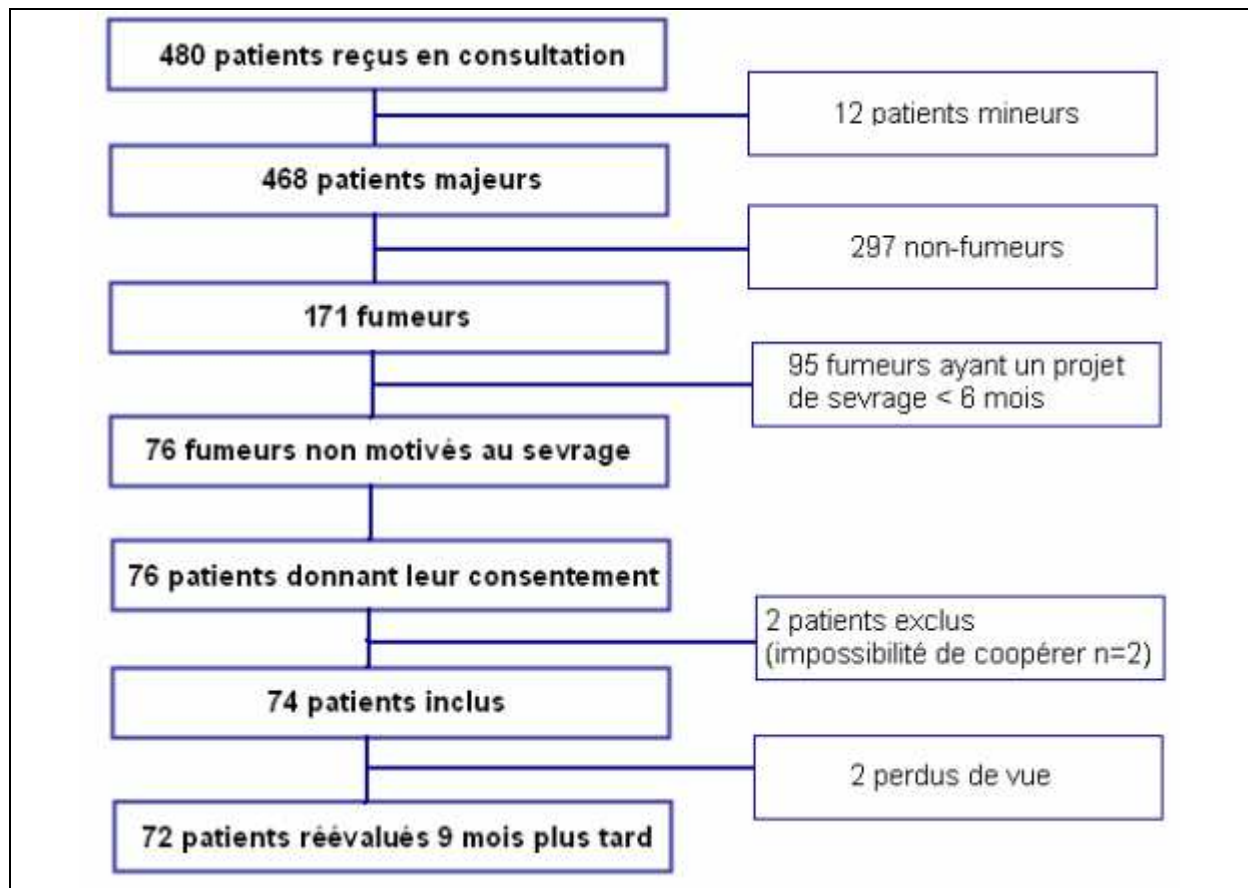 480 patients reçus en consultation
12 patients mineurs
468 patients majeurs
297 non-fumeurs
171 fumeurs
95 fumeurs ayant un projet
de sevrage < 6 mois
76 fumeurs non motivés au sevrage
76 patients donnant leur consentement
2 patients exclus
(impossibilité de coopérer n=2)
74 patients inclus
2 perdus de vue
72 patients réévalués 9 mois plus tard